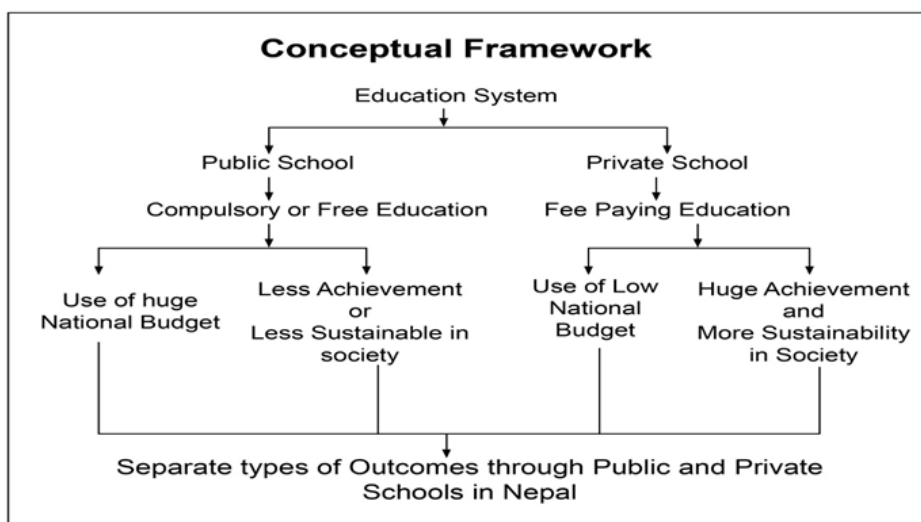 Conceptual Framework
Education System
Public School
Private School
Compulsory or Free Education
Fee Paying Education
Use of huge
National Budget
Less Achievement
or
Less Sustainable in
society
Use of Low
National
Budget
Huge Achievement
and
More Sustainability
in Society
Separate types of Outcomes through Public and Private
Schools in Nepal